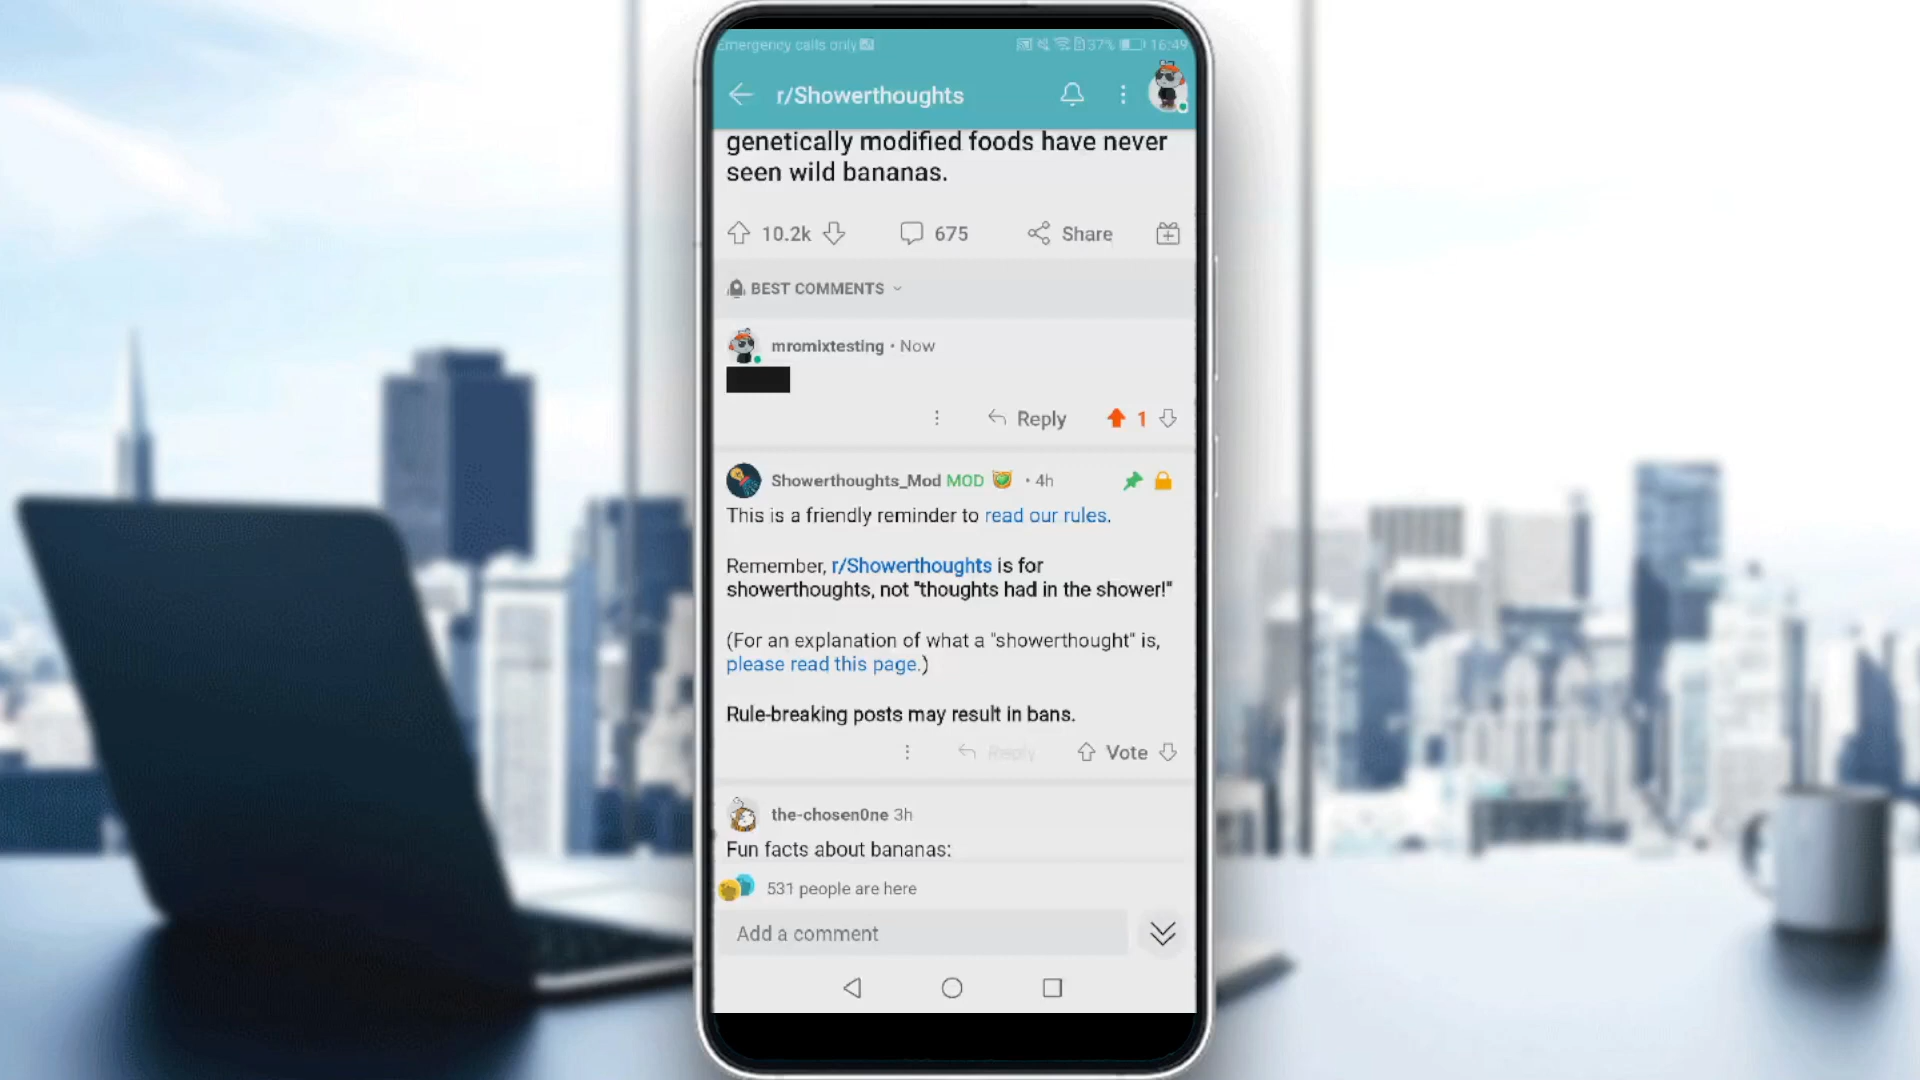 Emergency calls only
37% 16:49
r/Showerthoughts
genetically modified foods have never
seen wild bananas.
10.2k 675 Share
BEST COMMENTS
mromixtesting • Now
Reply 1
Showerthoughts_Mod MOD • 4h
This is a friendly reminder to read our rules.
Remember, r/Showerthoughts is for
showerthoughts, not "thoughts had in the shower!"
(For an explanation of what a "showerthought" is,
please read this page.)
Rule-breaking posts may result in bans.
Reply Vote
the-chosen0ne 3h
Fun facts about bananas:
531 people are here
Add a comment